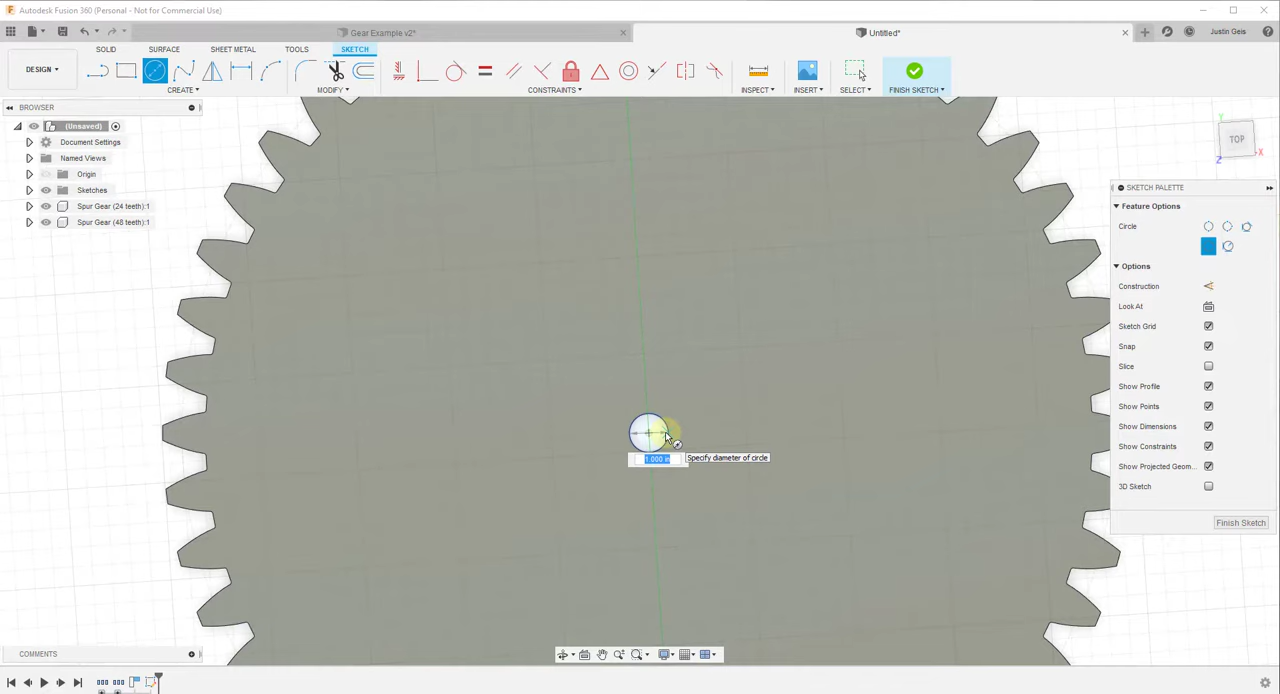 Autodesk Fusion 360 (Personal - Not for Commercial Use)
Gear Example v2*
Untitled*
Justin Geis
DESIGN
SOLID
SURFACE
SHEET METAL
TOOLS
SKETCH
CREATE
MODIFY
CONSTRAINTS
INSPECT
INSERT
SELECT
FINISH SKETCH
BROWSER
(Unsaved)
Document Settings
Named Views
Origin
Sketches
Spur Gear (24 teeth):1
Spur Gear (48 teeth):1
Y
TOP
X
Z
SKETCH PALETTE
Feature Options
Circle
Options
Construction
Look At
Sketch Grid
Snap
Slice
Show Profile
Show Points
Show Dimensions
Show Constraints
Show Projected Geom...
3D Sketch
Finish Sketch
1.000 in
Specify diameter of circle
COMMENTS